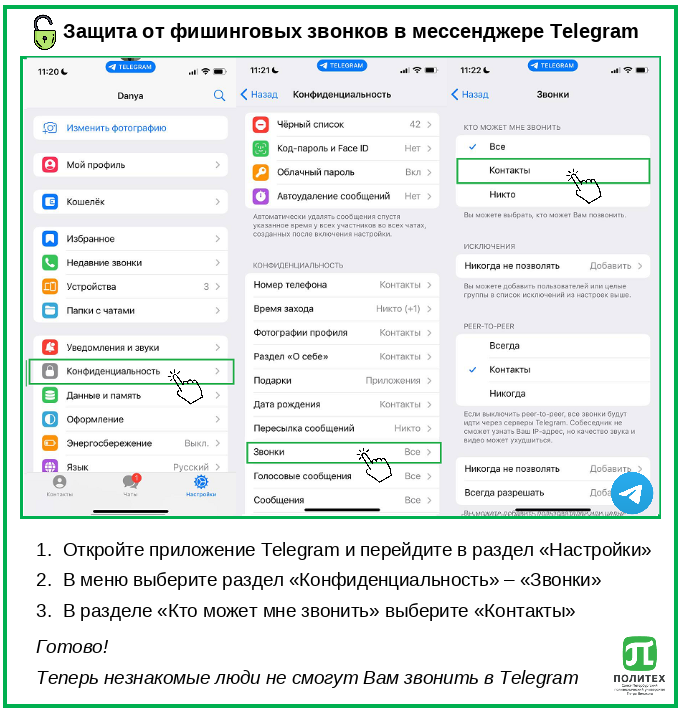 Защита от фишинговых звонков в мессенджере Telegram
11:20
TELEGRAM
Danya
Изменить фотографию
Мой профиль
Кошелёк
Избранное
Недавние звонки
Устройства 3
Папки с чатами
Уведомления и звуки
Конфиденциальность
Данные и память
Оформление
Энергосбережение Выкл.
Язык Русский
1
Контакты Чаты Настройки
11:21
TELEGRAM
Назад Конфиденциальность
Чёрный список 42
Код-пароль и Face ID Нет
Облачный пароль Вкл
Автоудаление сообщений Нет
Автоматически удалять сообщения спустя
указанное время у всех участников во всех чатах,
созданных после включения настройки.
КОНФИДЕНЦИАЛЬНОСТЬ
Номер телефона Контакты
Время захода Никто (+1)
Фотографии профиля Контакты
Раздел «О себе» Контакты
Подарки Приложения
Дата рождения Контакты
Пересылка сообщений Никто
Звонки Все
Голосовые сообщения Все
Сообщения Все
11:22
TELEGRAM
Назад Звонки
КТО МОЖЕТ МНЕ ЗВОНИТЬ
Все
Контакты
Никто
Вы можете выбрать, кто может Вам позвонить.
ИСКЛЮЧЕНИЯ
Никогда не позволять Добавить
Вы можете добавить пользователей или целые
группы в список исключений из настроек выше.
PEER-TO-PEER
Всегда
Контакты
Никогда
Если выключить peer-to-peer, все звонки будут
идти через серверы Telegram. Собеседник не
сможет узнать Ваш IP-адрес, но качество звука и
видео может ухудшиться.
Никогда не позволять Добавить
Всегда разрешать Доба
1. Откройте приложение Telegram и перейдите в раздел «Настройки»
2. В меню выберите раздел «Конфиденциальность» – «Звонки»
3. В разделе «Кто может мне звонить» выберите «Контакты»
Готово!
Теперь незнакомые люди не смогут Вам звонить в Telegram
ПОЛИТЕХ
Санкт-Петербургский
политехнический университет
Петра Великого